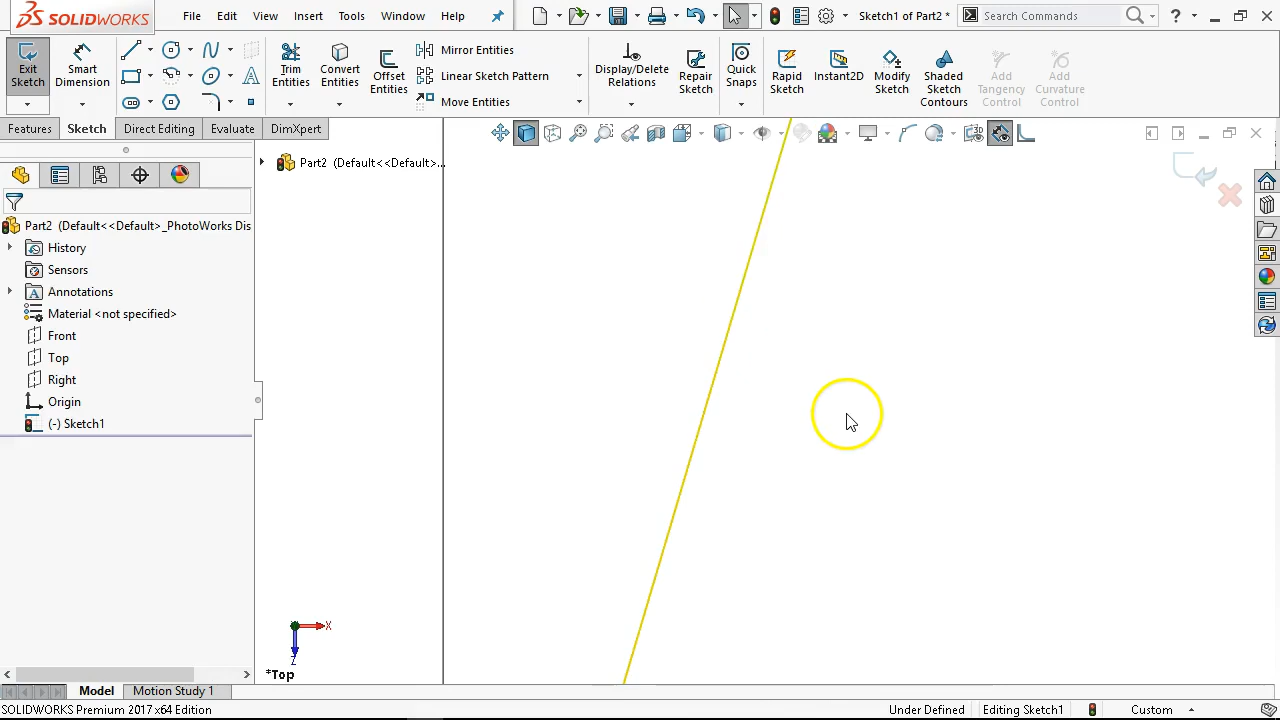 SOLIDWORKS File Edit View Insert Tools Window Help Sketch1 of Part2 * Search Commands ?
Exit Sketch
Smart Dimension
Trim Entities
Convert Entities
Offset Entities
Mirror Entities
Linear Sketch Pattern
Move Entities
Display/Delete Relations
Repair Sketch
Quick Snaps
Rapid Sketch
Instant2D
Modify Sketch
Shaded Sketch Contours
Add Tangency Control
Add Curvature Control
Features Sketch Direct Editing Evaluate DimXpert
Part2 (Default<<Default>...
Part2 (Default<<Default>_PhotoWorks Dis
History
Sensors
Annotations
Material <not specified>
Front
Top
Right
Origin
(-) Sketch1
X
Z
*Top
Model Motion Study 1
SOLIDWORKS Premium 2017 x64 Edition Under Defined Editing Sketch1 Custom